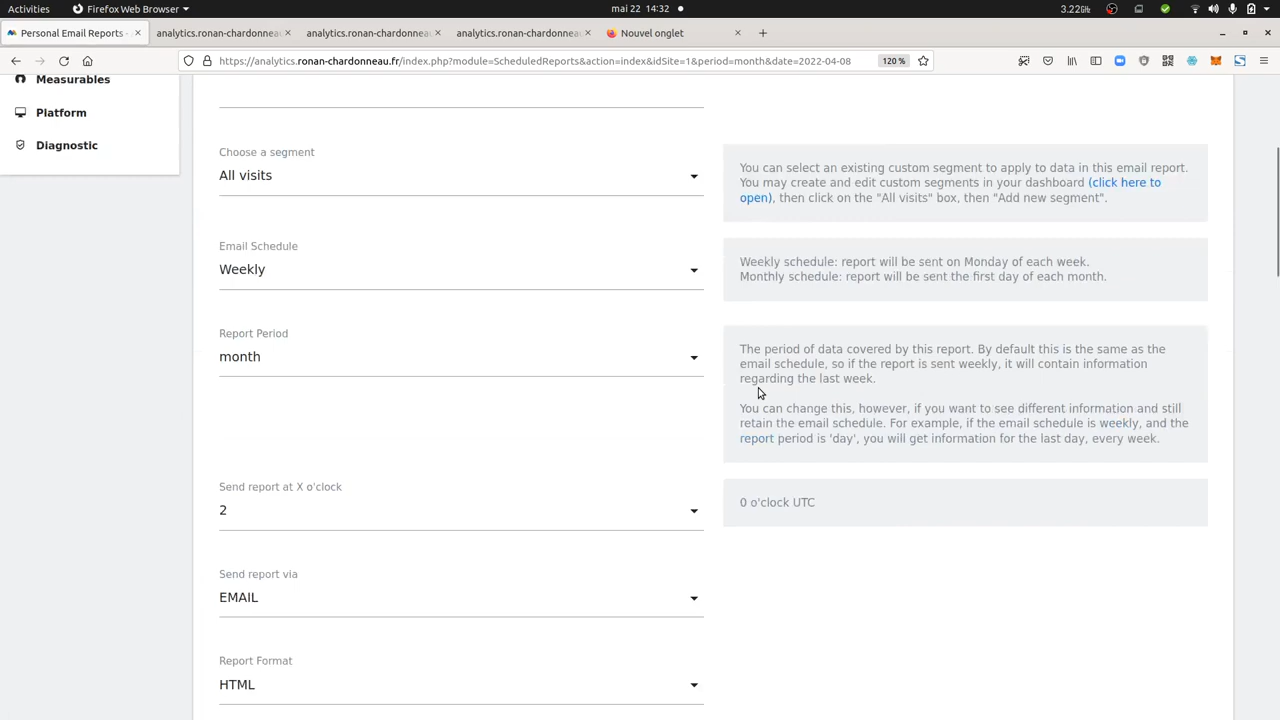 Activities
Firefox Web Browser
mai 22 14:32
3.22GHz
Personal Email Reports -
analytics.ronan-chardonneau
analytics.ronan-chardonneau
analytics.ronan-chardonneau
Nouvel onglet
https://analytics.ronan-chardonneau.fr/index.php?module=ScheduledReports&action=index&idSite=1&period=month&date=2022-04-08
120 %
Measurables
Platform
Diagnostic
Choose a segment
All visits
You can select an existing custom segment to apply to data in this email report.
You may create and edit custom segments in your dashboard (click here to
open), then click on the "All visits" box, then "Add new segment".
Email Schedule
Weekly
Weekly schedule: report will be sent on Monday of each week.
Monthly schedule: report will be sent the first day of each month.
Report Period
month
The period of data covered by this report. By default this is the same as the
email schedule, so if the report is sent weekly, it will contain information
regarding the last week.
You can change this, however, if you want to see different information and still
retain the email schedule. For example, if the email schedule is weekly, and the
report period is 'day', you will get information for the last day, every week.
Send report at X o'clock
2
0 o'clock UTC
Send report via
EMAIL
Report Format
HTML